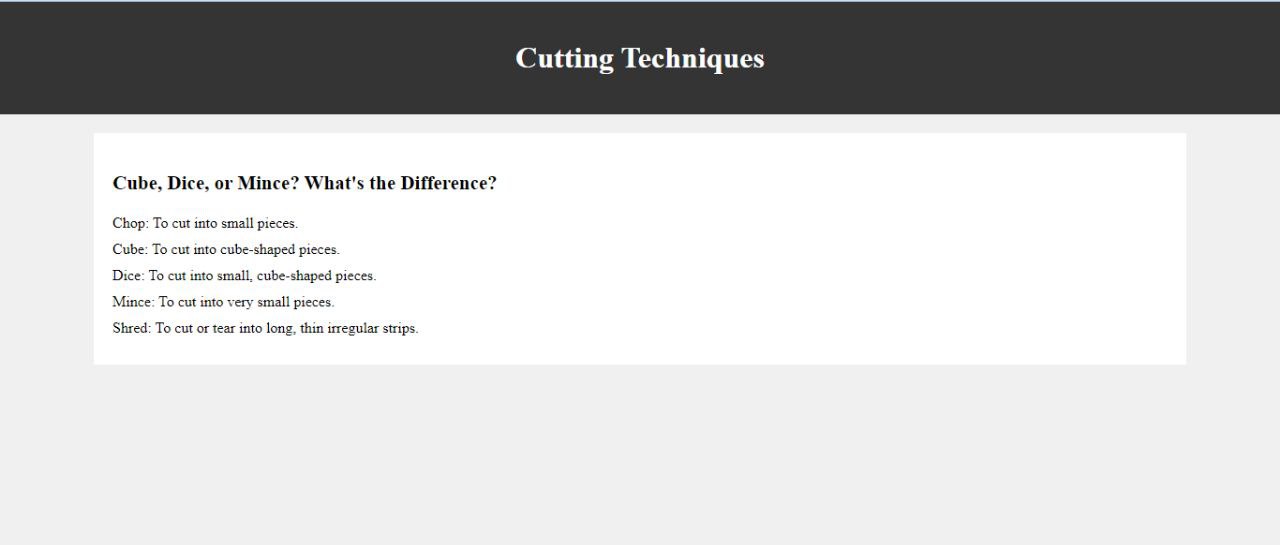 Cutting Techniques
Cube, Dice, or Mince? What's the Difference?
Chop: To cut into small pieces.
Cube: To cut into cube-shaped pieces.
Dice: To cut into small, cube-shaped pieces.
Mince: To cut into very small pieces.
Shred: To cut or tear into long, thin irregular strips.